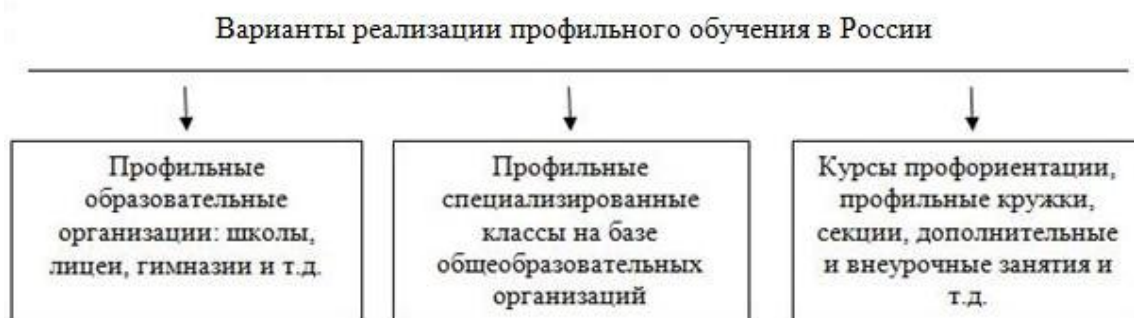 Варианты реализации профильного обучения в России
Профильные
образовательные
организации: школы,
лицеи, гимназии и т.д.
Профильные
специализированные
классы на базе
общеобразовательных
организаций
Курсы профориентации,
профильные кружки,
секции, дополнительные
и внеурочные занятия и
т.д.